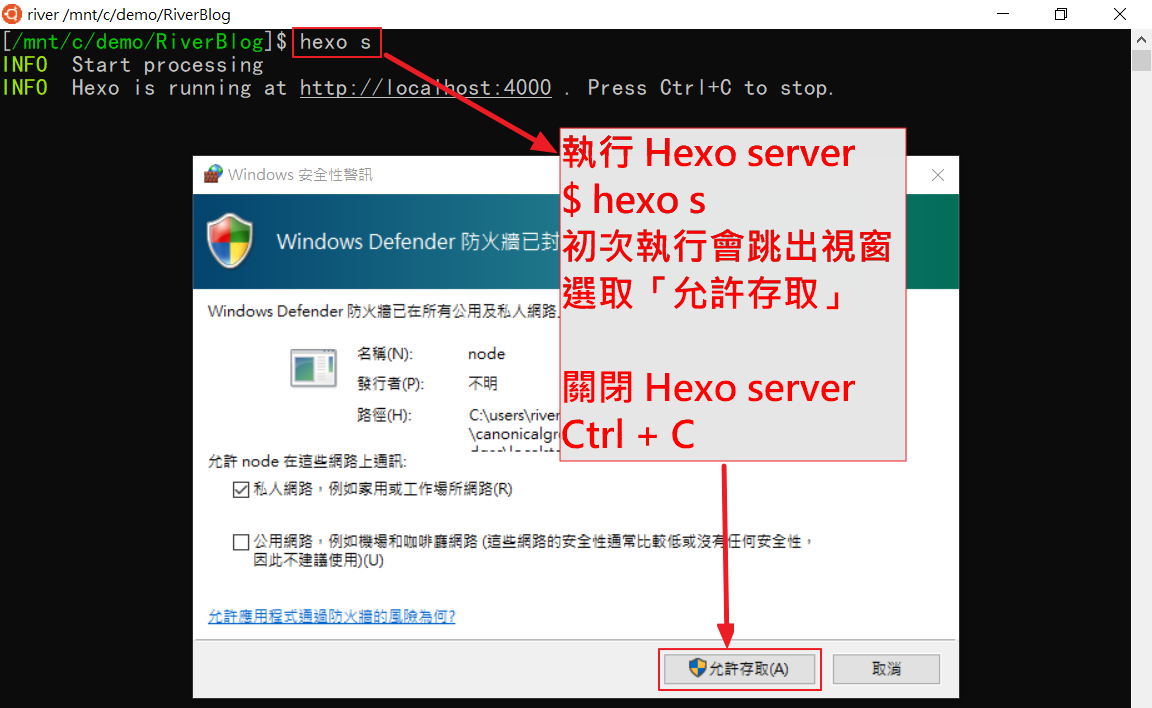 river /mnt/c/demo/RiverBlog
[/mnt/c/demo/RiverBlog]$ hexo s
INFO  Start processing
INFO  Hexo is running at http://localhost:4000 . Press Ctrl+C to stop.
執行 Hexo server
$ hexo s
初次執行會跳出視窗
選取「允許存取」
關閉 Hexo server
Ctrl + C
Windows 安全性警訊
Windows Defender 防火牆已封
Windows Defender 防火牆已在所有公用及私人網路
名稱(N): node
發行者(P): 不明
路徑(H): C:\users\river
\canonicalgr
允許 node 在這些網路上通訊:
私人網路，例如家用或工作場所網路(R)
公用網路，例如機場和咖啡廳網路 (這些網路的安全性通常比較低或沒有任何安全性，
因此不建議使用)(U)
允許應用程式通過防火牆的風險為何?
允許存取(A)
取消